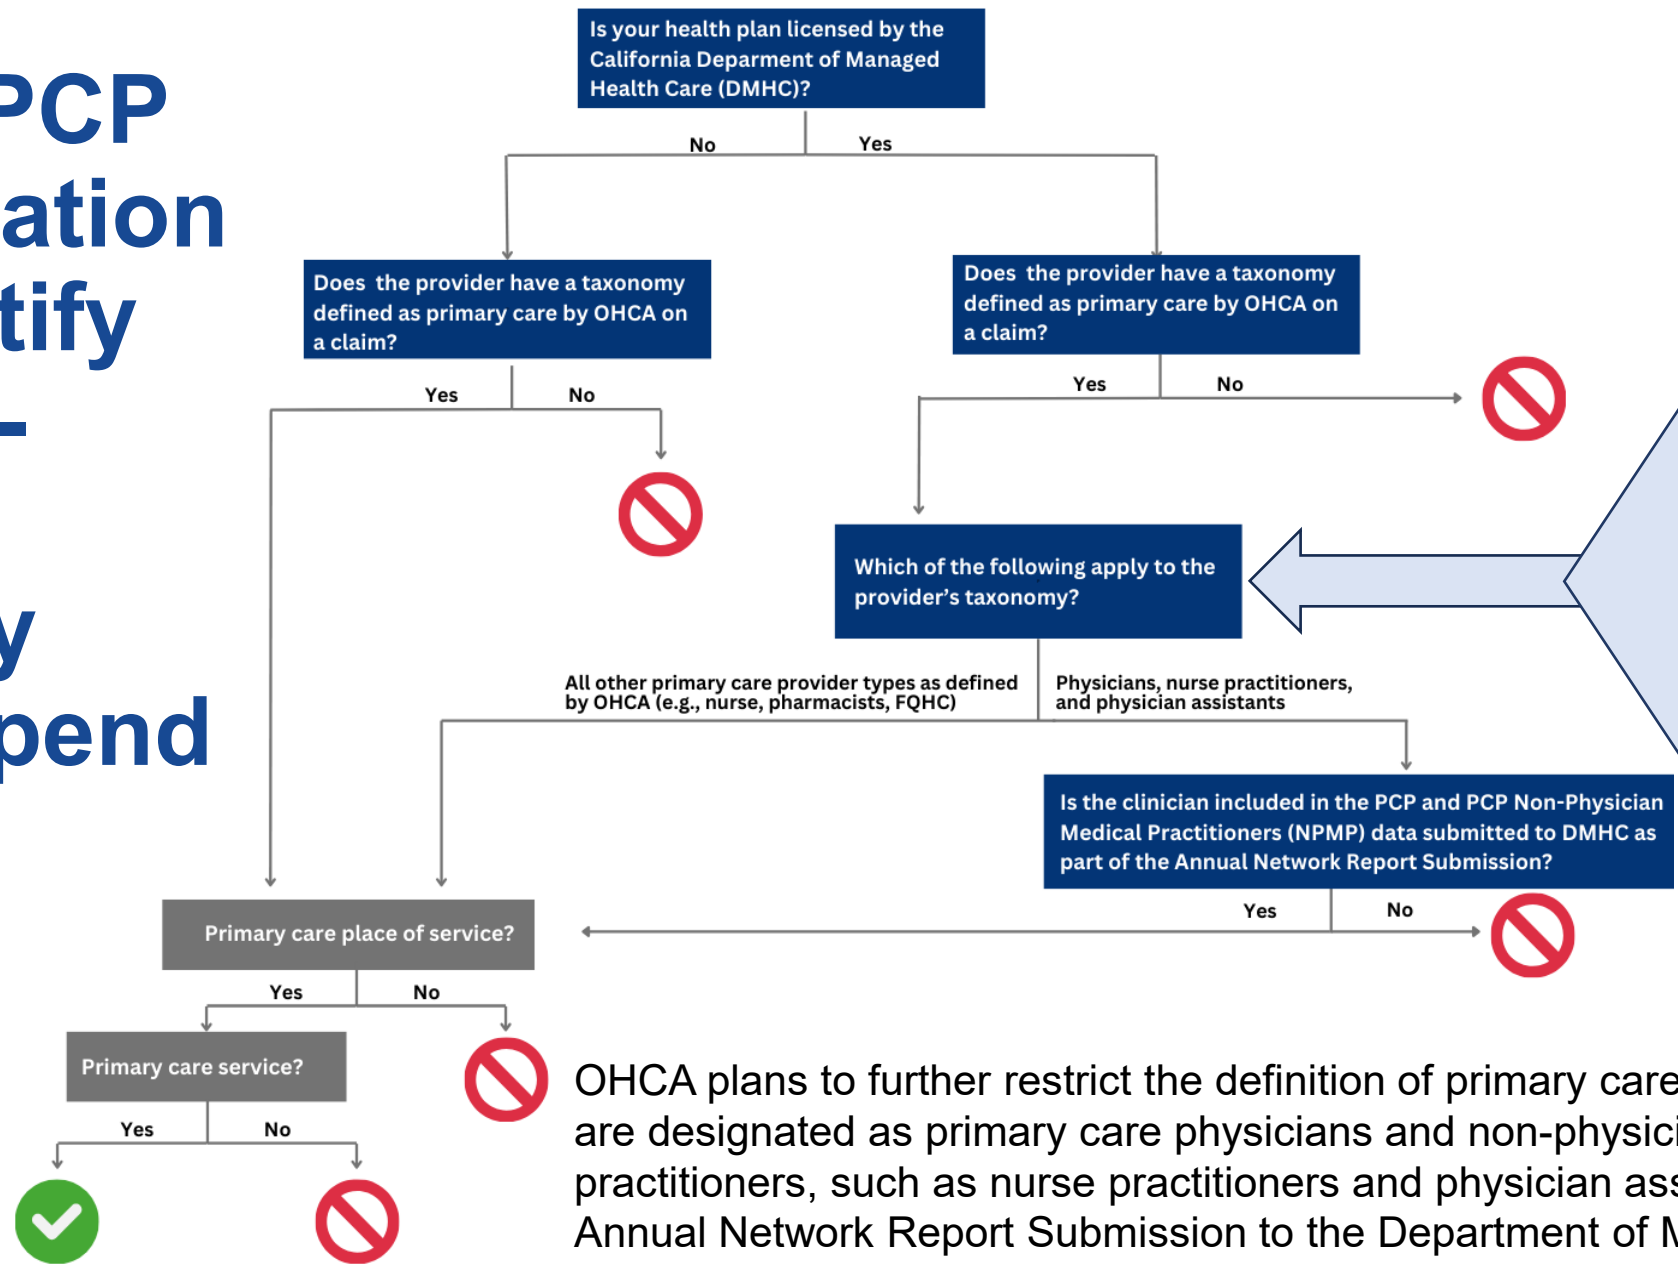 PCP
ation
tify
-
y
pend
Is your health plan licensed by the
California Deparment of Managed
Health Care (DMHC)?
No
Yes
Does the provider have a taxonomy
defined as primary care by OHCA on
a claim?
Does the provider have a taxonomy
defined as primary care by OHCA on
a claim?
Yes
No
Yes
No
Which of the following apply to the
provider's taxonomy?
All other primary care provider types as defined
by OHCA (e.g., nurse, pharmacists, FQHC)
Physicians, nurse practitioners,
and physician assistants
Is the clinician included in the PCP and PCP Non-Physician
Medical Practitioners (NPMP) data submitted to DMHC as
part of the Annual Network Report Submission?
Yes
No
Primary care place of service?
Yes
No
Primary care service?
Yes
No
OHCA plans to further restrict the definition of primary care
are designated as primary care physicians and non-physici
practitioners, such as nurse practitioners and physician ass
Annual Network Report Submission to the Department of M